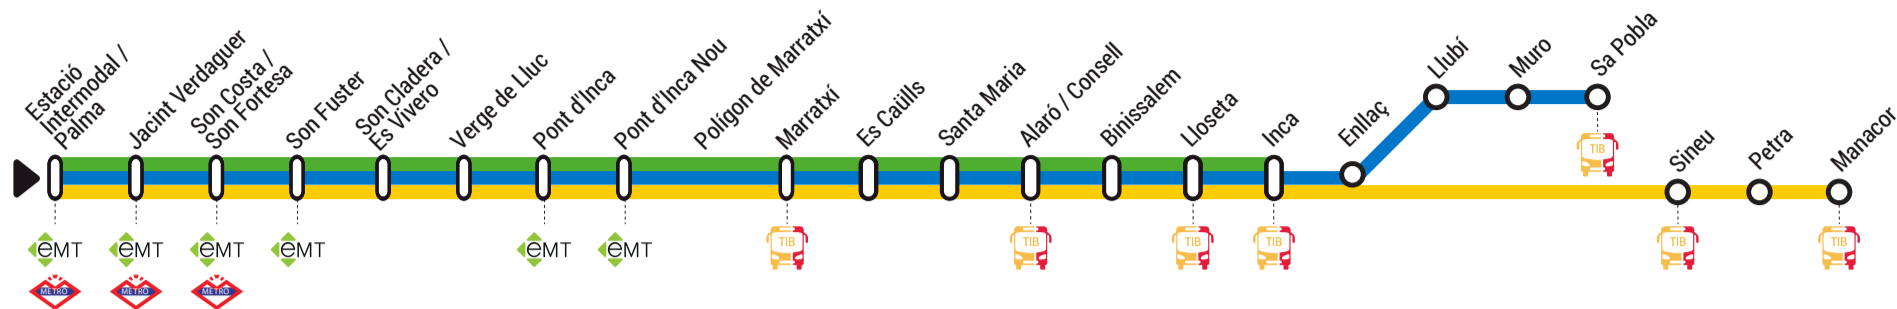 Estació
Intermodal /
Palma
Jacint Verdaguer
Son Costa /
Son Fortesa
Son Fuster
Son Cladera /
Es Vivero
Verge de Lluc
Pont d'Inca
Pont d'Inca Nou
Polígon de Marratxí
Marratxí
Es Caülls
Santa Maria
Alaró / Consell
Binissalem
Lloseta
Inca
Enllaç
Llubí
Muro
Sa Pobla
Sineu
Petra
Manacor
TIB
eMT
eMT
eMT
eMT
eMT
eMT
TIB
TIB
TIB
TIB
TIB
TIB
METRO
METRO
METRO